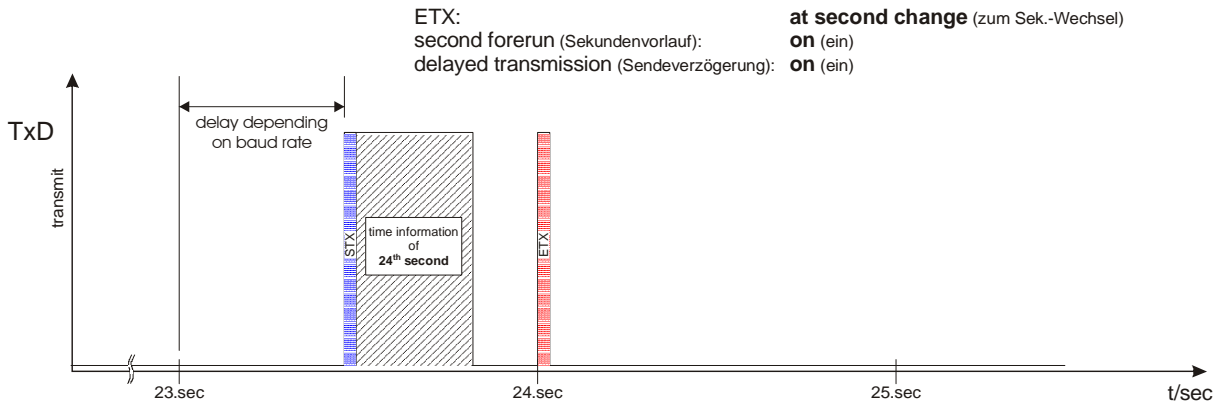 ETX: at second change (zum Sek.-Wechsel)
second forerun (Sekundenvorlauf): on (ein)
delayed transmission (Sendeverzögerung): on (ein)
TxD
transmit
delay depending
on baud rate
STX
time information
of
24th second
ETX
23.sec
24.sec
25.sec
t/sec